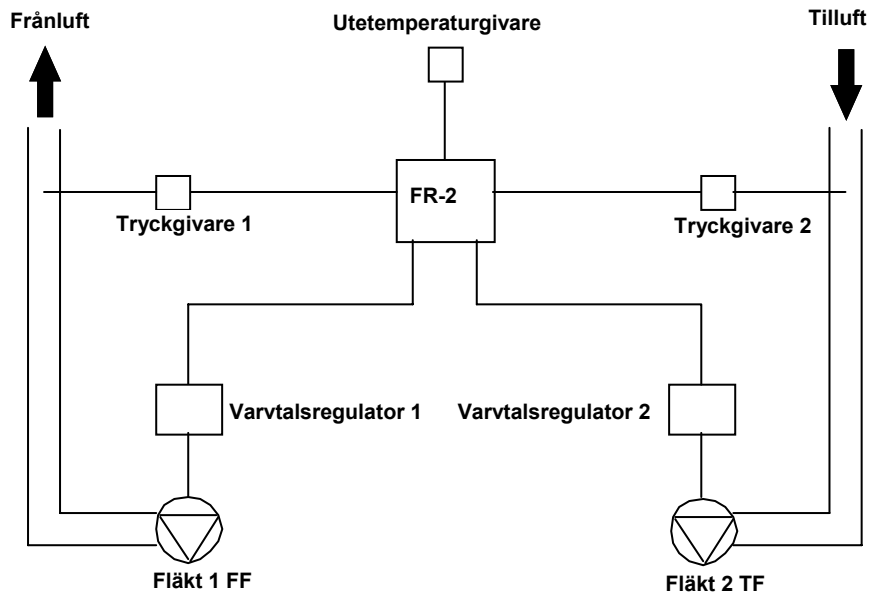 Frånluft
Utetemperaturgivare
Tilluft
FR-2
Tryckgivare 1
Tryckgivare 2
Varvtalsregulator 1
Varvtalsregulator 2
Fläkt 1 FF
Fläkt 2 TF